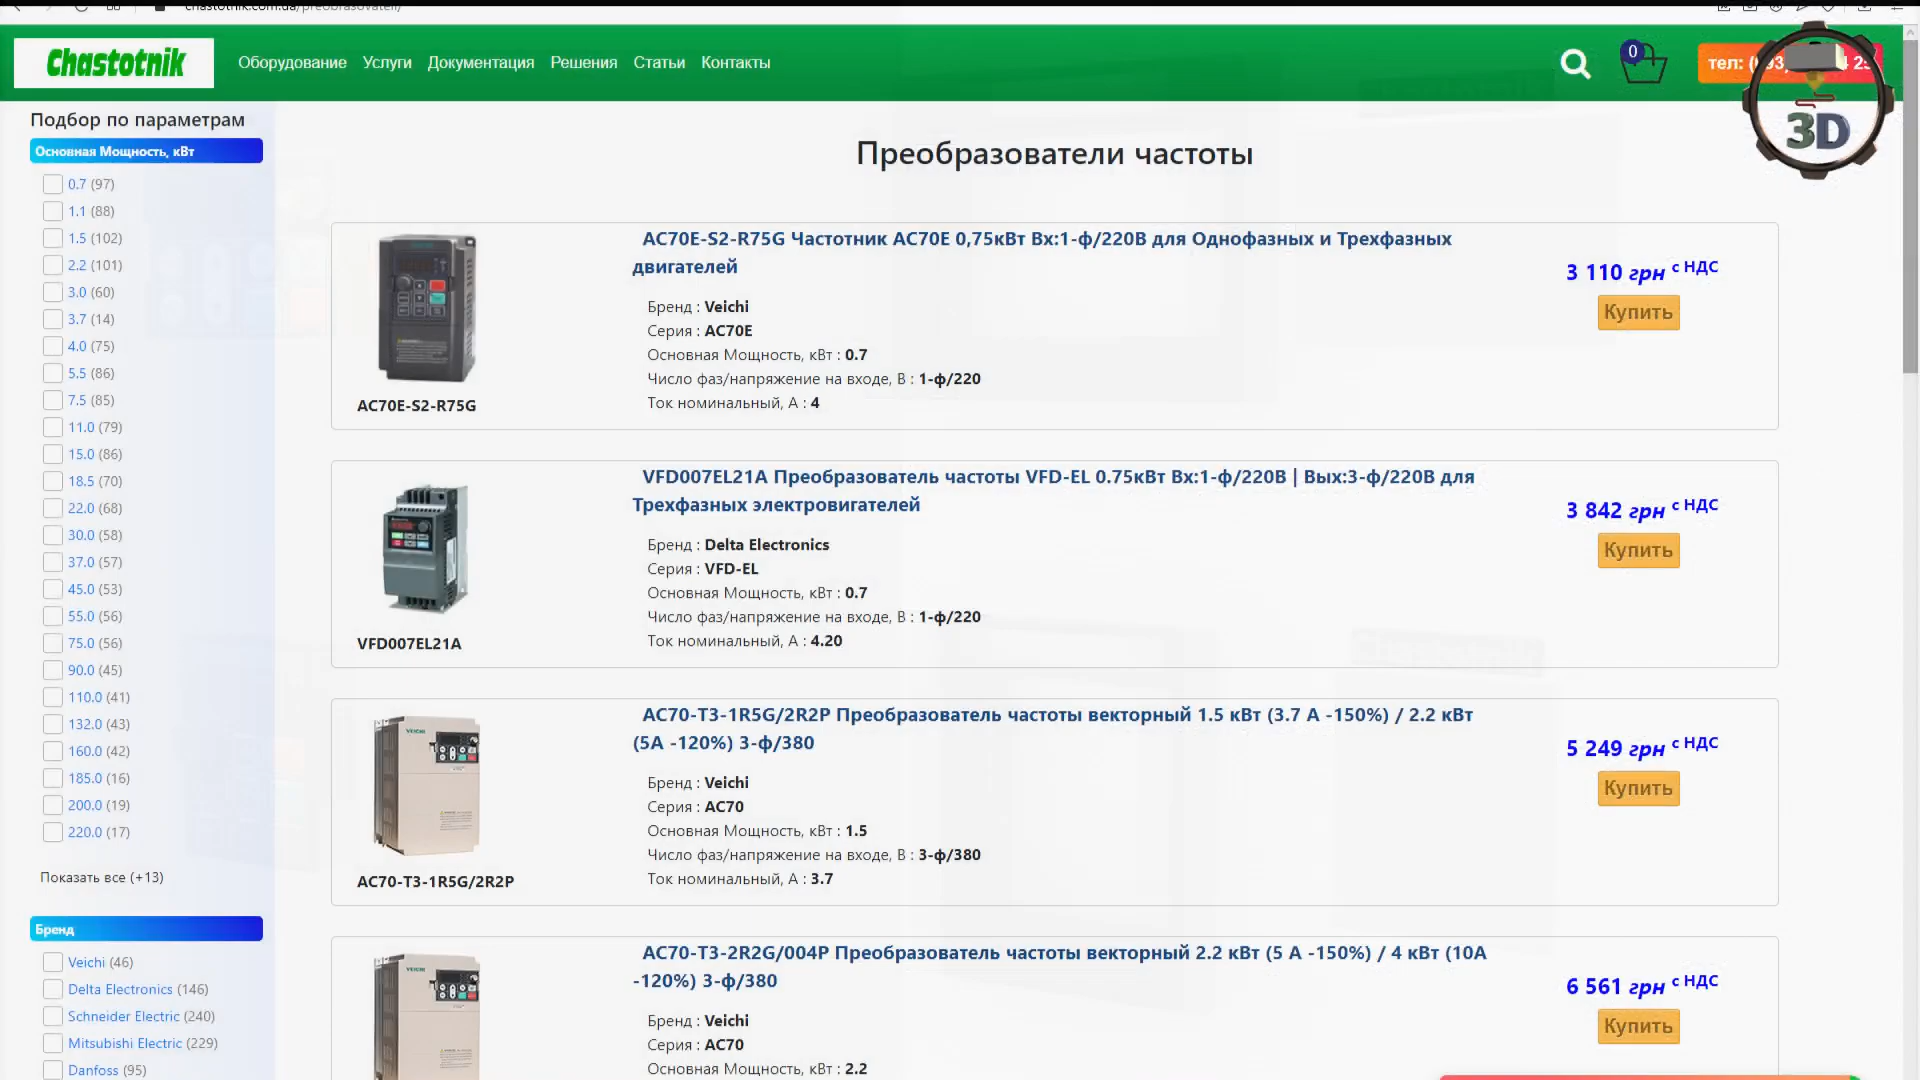 Chastotnik
Оборудование Услуги Документация Решения Статьи Контакты
0
тел:
3D
Подбор по параметрам
Основная Мощность, кВт
0.7 (97)
1.1 (88)
1.5 (102)
2.2 (101)
3.0 (60)
3.7 (14)
4.0 (75)
5.5 (86)
7.5 (85)
11.0 (79)
15.0 (86)
18.5 (70)
22.0 (68)
30.0 (58)
37.0 (57)
45.0 (53)
55.0 (56)
75.0 (56)
90.0 (45)
110.0 (41)
132.0 (43)
160.0 (42)
185.0 (16)
200.0 (19)
220.0 (17)
Показать все (+13)
Бренд
Veichi (46)
Delta Electronics (146)
Schneider Electric (240)
Mitsubishi Electric (229)
Danfoss (95)
Преобразователи частоты
AC70E-S2-R75G Частотник AC70E 0,75кВт Вх:1-ф/220В для Однофазных и Трехфазных
двигателей
Бренд : Veichi
Серия : AC70E
Основная Мощность, кВт : 0.7
Число фаз/напряжение на входе, В : 1-ф/220
Ток номинальный, А : 4
AC70E-S2-R75G
3 110 грн с НДС
Купить
VFD007EL21A Преобразователь частоты VFD-EL 0.75кВт Вх:1-ф/220В | Вых:3-ф/220В для
Трехфазных электровигателей
Бренд : Delta Electronics
Серия : VFD-EL
Основная Мощность, кВт : 0.7
Число фаз/напряжение на входе, В : 1-ф/220
Ток номинальный, А : 4.20
VFD007EL21A
3 842 грн с НДС
Купить
AC70-T3-1R5G/2R2P Преобразователь частоты векторный 1.5 кВт (3.7 А -150%) / 2.2 кВт
(5А -120%) 3-ф/380
Бренд : Veichi
Серия : AC70
Основная Мощность, кВт : 1.5
Число фаз/напряжение на входе, В : 3-ф/380
Ток номинальный, А : 3.7
VEICHI
AC70-T3-1R5G/2R2P
5 249 грн с НДС
Купить
AC70-T3-2R2G/004P Преобразователь частоты векторный 2.2 кВт (5 А -150%) / 4 кВт (10А
-120%) 3-ф/380
Бренд : Veichi
Серия : AC70
Основная Мощность, кВт : 2.2
VEICHI
6 561 грн с НДС
Купить